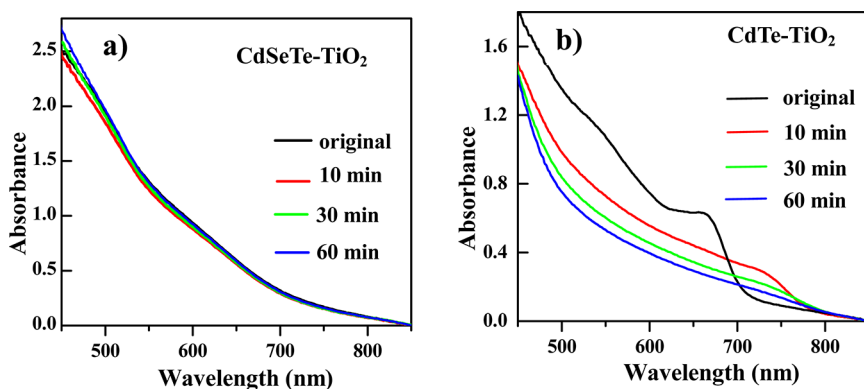 a)
CdSeTe-TiO₂
original
10 min
30 min
60 min
2.5
2.0
1.5
1.0
0.5
0.0
Absorbance
500
600
700
800
Wavelength (nm)
b)
CdTe-TiO₂
original
10 min
30 min
60 min
1.6
1.2
0.8
0.4
0.0
Absorbance
500
600
700
800
Wavelength (nm)